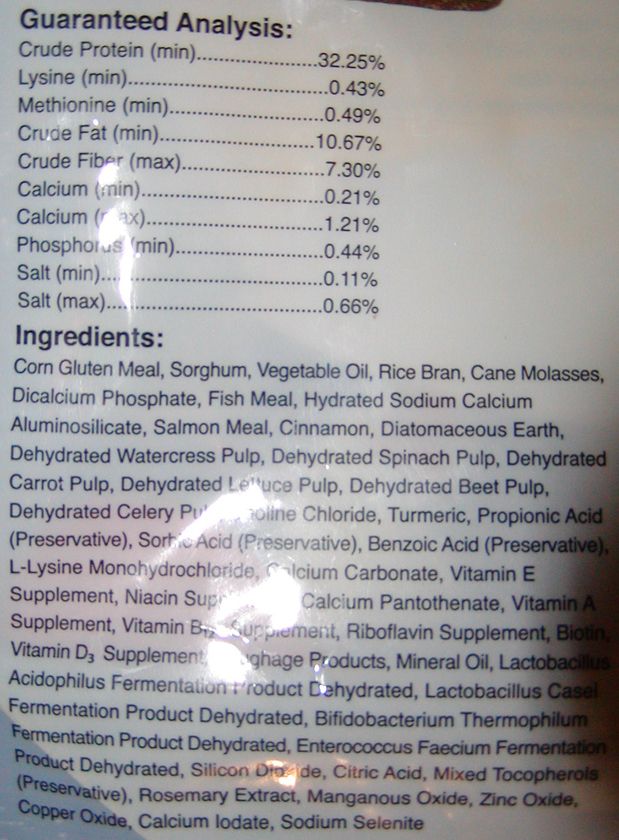 Guaranteed Analysis:
Crude Protein (min)......................32.25%
Lysine (min)...................................0.43%
Methionine (min)...........................0.49%
Crude Fat (min)...........................10.67%
Crude Fiber (max).........................7.30%
Calcium (min)................................0.21%
Calcium (max)...............................1.21%
Phosphorus (min)..........................0.44%
Salt (min).......................................0.11%
Salt (max)......................................0.66%
Ingredients:
Corn Gluten Meal, Sorghum, Vegetable Oil, Rice Bran, Cane Molasses,
Dicalcium Phosphate, Fish Meal, Hydrated Sodium Calcium
Aluminosilicate, Salmon Meal, Cinnamon, Diatomaceous Earth,
Dehydrated Watercress Pulp, Dehydrated Spinach Pulp, Dehydrated
Carrot Pulp, Dehydrated Lettuce Pulp, Dehydrated Beet Pulp,
Dehydrated Celery Pulp, Choline Chloride, Turmeric, Propionic Acid
(Preservative), Sorbic Acid (Preservative), Benzoic Acid (Preservative),
L-Lysine Monohydrochloride, Calcium Carbonate, Vitamin E
Supplement, Niacin Calcium Pantothenate, Vitamin A
Supplement, Vitamin B12 Supplement, Riboflavin Supplement, Biotin,
Vitamin D3 Supplement, Roughage Products, Mineral Oil, Lactobacillus
Acidophilus Fermentation Product Dehydrated, Lactobacillus Casei
Fermentation Product Dehydrated, Bifidobacterium Thermophilum
Fermentation Product Dehydrated, Enterococcus Faecium Fermentation
Product Dehydrated, Silicon Dioxide, Citric Acid, Mixed Tocopherols
(Preservative), Rosemary Extract, Manganous Oxide, Zinc Oxide,
Copper Oxide, Calcium Iodate, Sodium Selenite